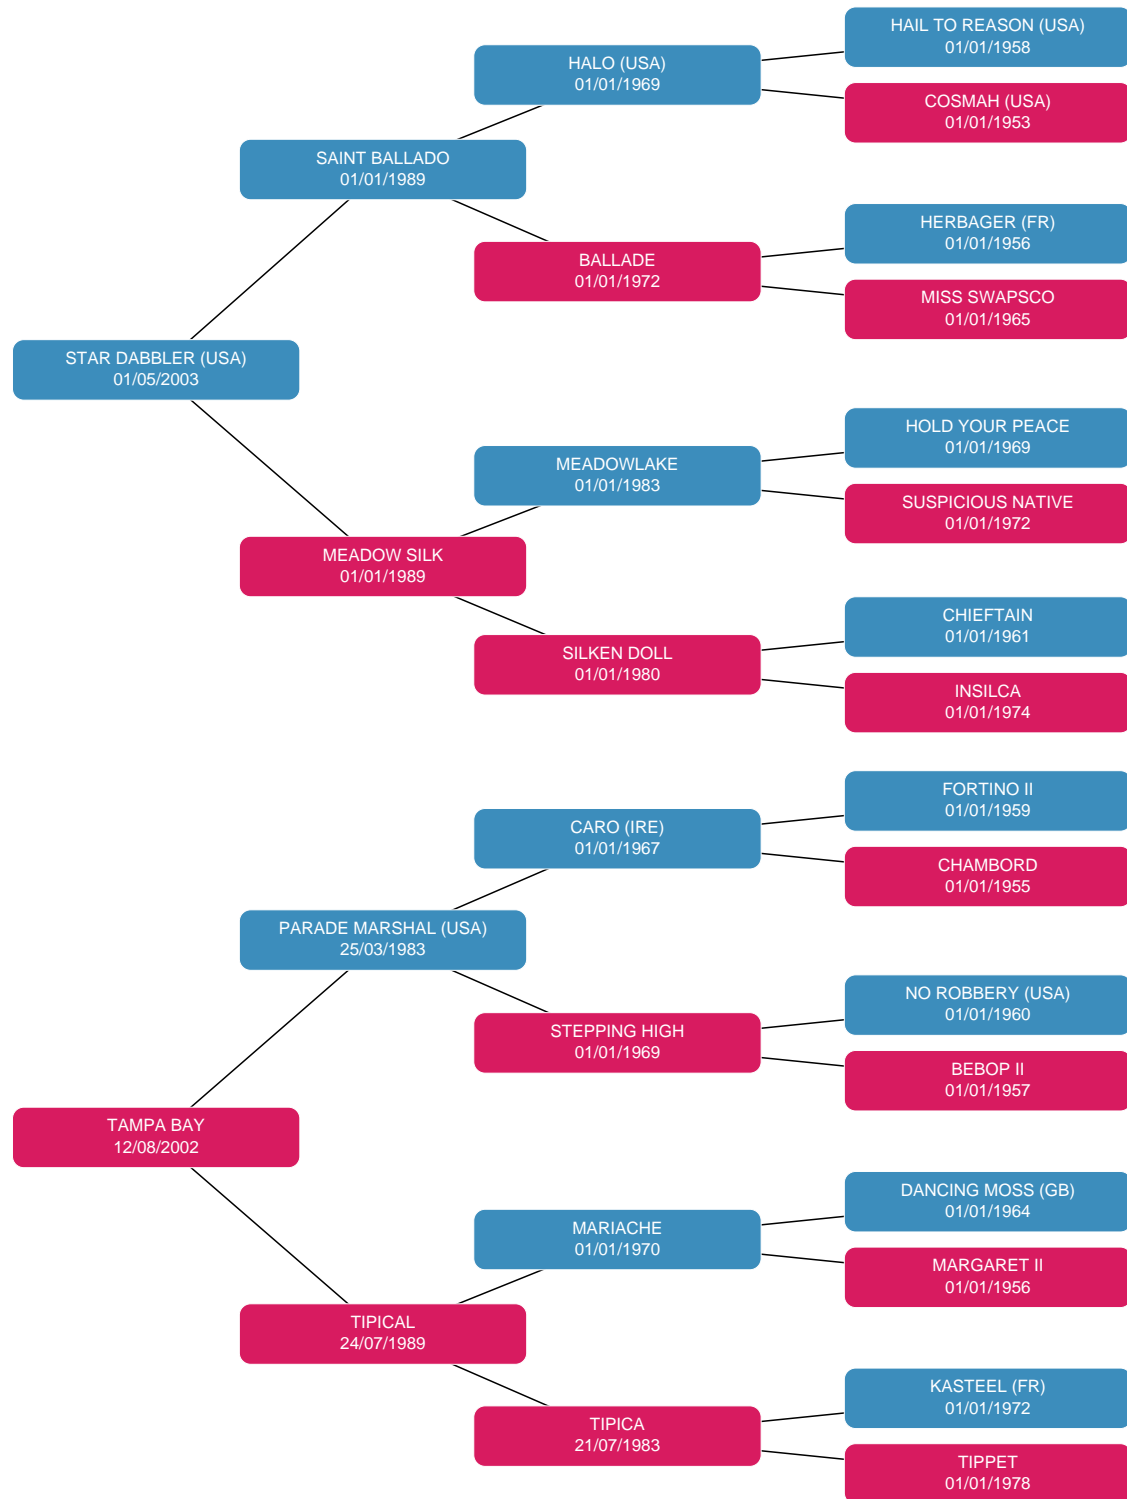 HAIL TO REASON (USA)
01/01/1958
HALO (USA)
01/01/1969
COSMAH (USA)
01/01/1953
SAINT BALLADO
01/01/1989
HERBAGER (FR)
01/01/1956
BALLADE
01/01/1972
MISS SWAPSCO
01/01/1965
STAR DABBLER (USA)
01/05/2003
HOLD YOUR PEACE
01/01/1969
MEADOWLAKE
01/01/1983
SUSPICIOUS NATIVE
01/01/1972
MEADOW SILK
01/01/1989
CHIEFTAIN
01/01/1961
SILKEN DOLL
01/01/1980
INSILCA
01/01/1974
FORTINO II
01/01/1959
CARO (IRE)
01/01/1967
CHAMBORD
01/01/1955
PARADE MARSHAL (USA)
25/03/1983
NO ROBBERY (USA)
01/01/1960
STEPPING HIGH
01/01/1969
BEBOP II
01/01/1957
TAMPA BAY
12/08/2002
DANCING MOSS (GB)
01/01/1964
MARIACHE
01/01/1970
MARGARET II
01/01/1956
TIPICAL
24/07/1989
KASTEEL (FR)
01/01/1972
TIPICA
21/07/1983
TIPPET
01/01/1978